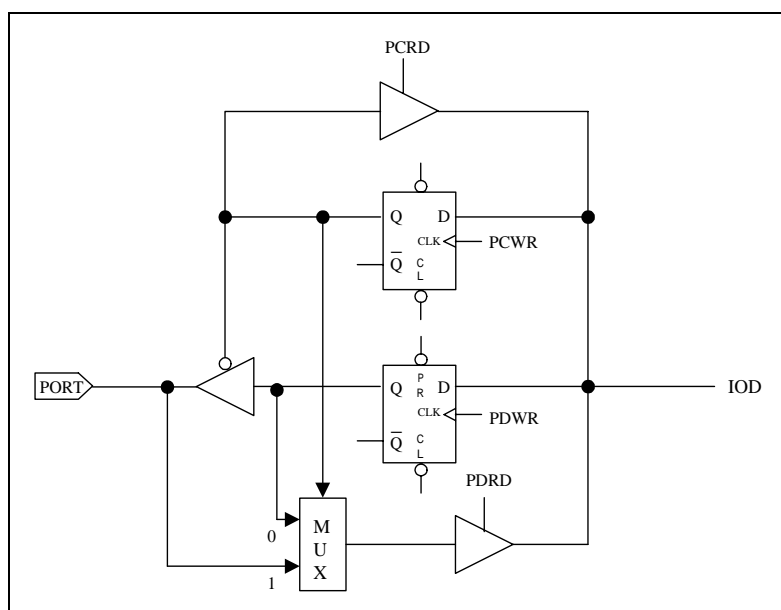 PCRD
Q D
CLK PCWR
Q̅ C
L
PORT
P
Q R D
CLK PDWR
IOD
Q̅ C
L
PDRD
0 M
U
1 X